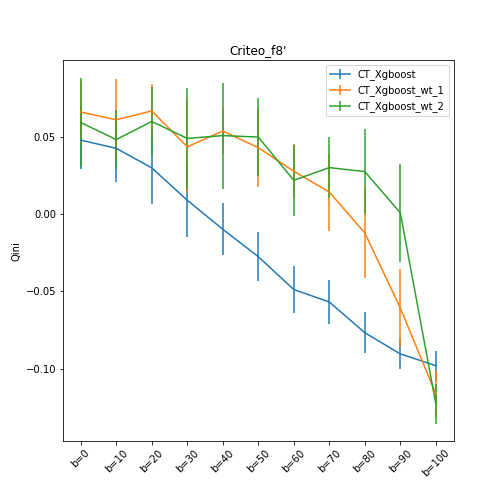 Criteo_f8'
CT_Xgboost
CT_Xgboost_wt_1
CT_Xgboost_wt_2
Qini
0.05
0.00
−0.05
−0.10
b=0
b=10
b=20
b=30
b=40
b=50
b=60
b=70
b=80
b=90
b=100